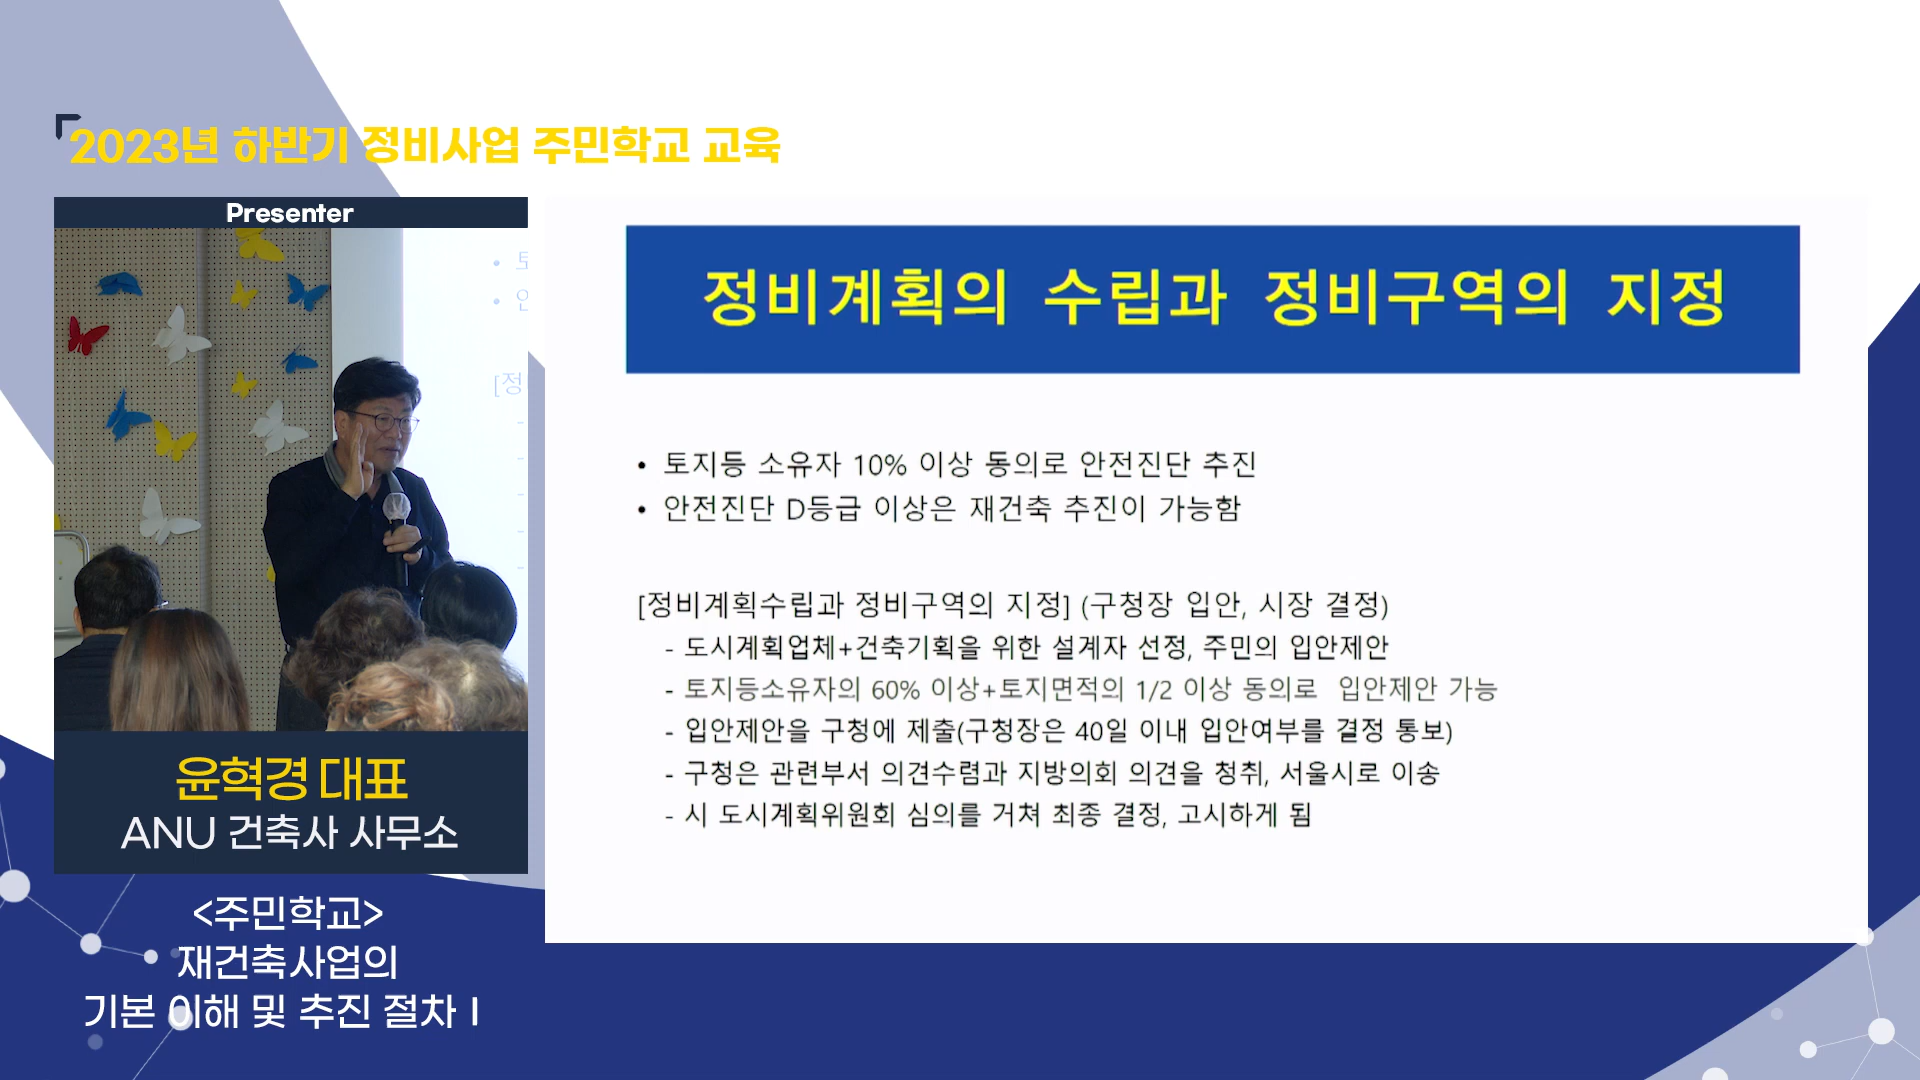 2023년 하반기 정비사업 주민학교 교육
Presenter
[정
윤혁경 대표
ANU 건축사 사무소
<주민학교>
재건축사업의
기본 이해 및 추진 절차 I
정비계획의 수립과 정비구역의 지정
• 토지등 소유자 10% 이상 동의로 안전진단 추진
• 안전진단 D등급 이상은 재건축 추진이 가능함
[정비계획수립과 정비구역의 지정] (구청장 입안, 시장 결정)
- 도시계획업체+건축기획을 위한 설계자 선정, 주민의 입안제안
- 토지등소유자의 60% 이상+토지면적의 1/2 이상 동의로 입안제안 가능
- 입안제안을 구청에 제출(구청장은 40일 이내 입안여부를 결정 통보)
- 구청은 관련부서 의견수렴과 지방의회 의견을 청취, 서울시로 이송
- 시 도시계획위원회 심의를 거쳐 최종 결정, 고시하게 됨